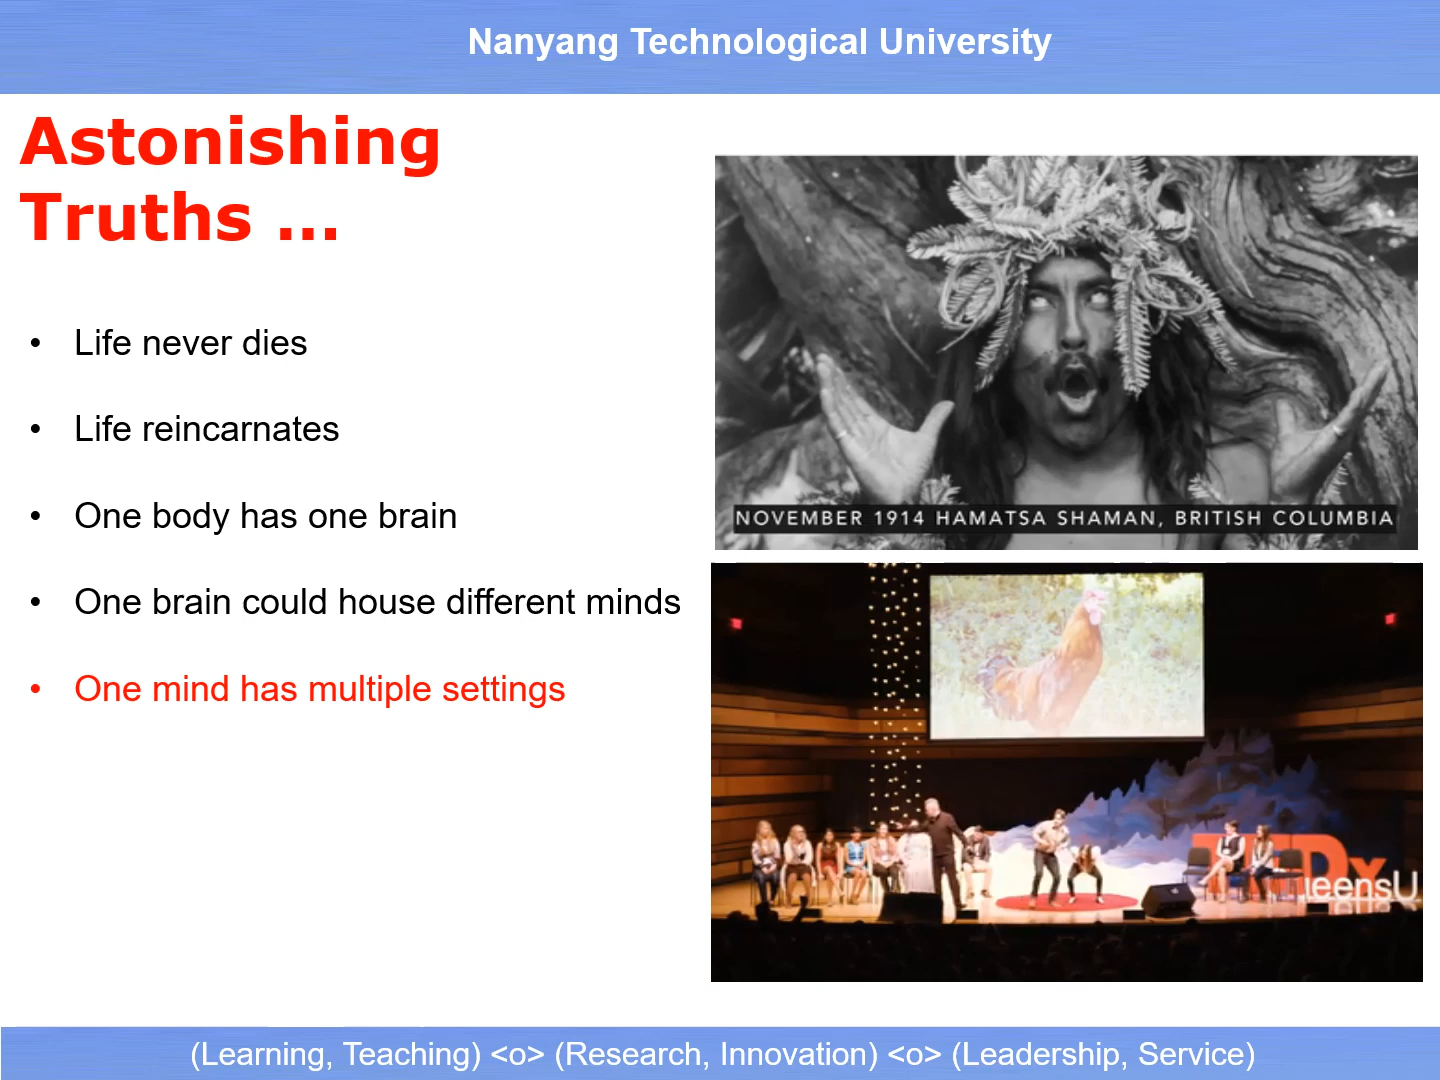 Nanyang Technological University
Astonishing
Truths ...
• Life never dies
• Life reincarnates
• One body has one brain
• One brain could house different minds
• One mind has multiple settings
NOVEMBER 1914 HAMATSA SHAMAN, BRITISH COLUMBIA
TEDx
ueensU
(Learning, Teaching) <o> (Research, Innovation) <o> (Leadership, Service)